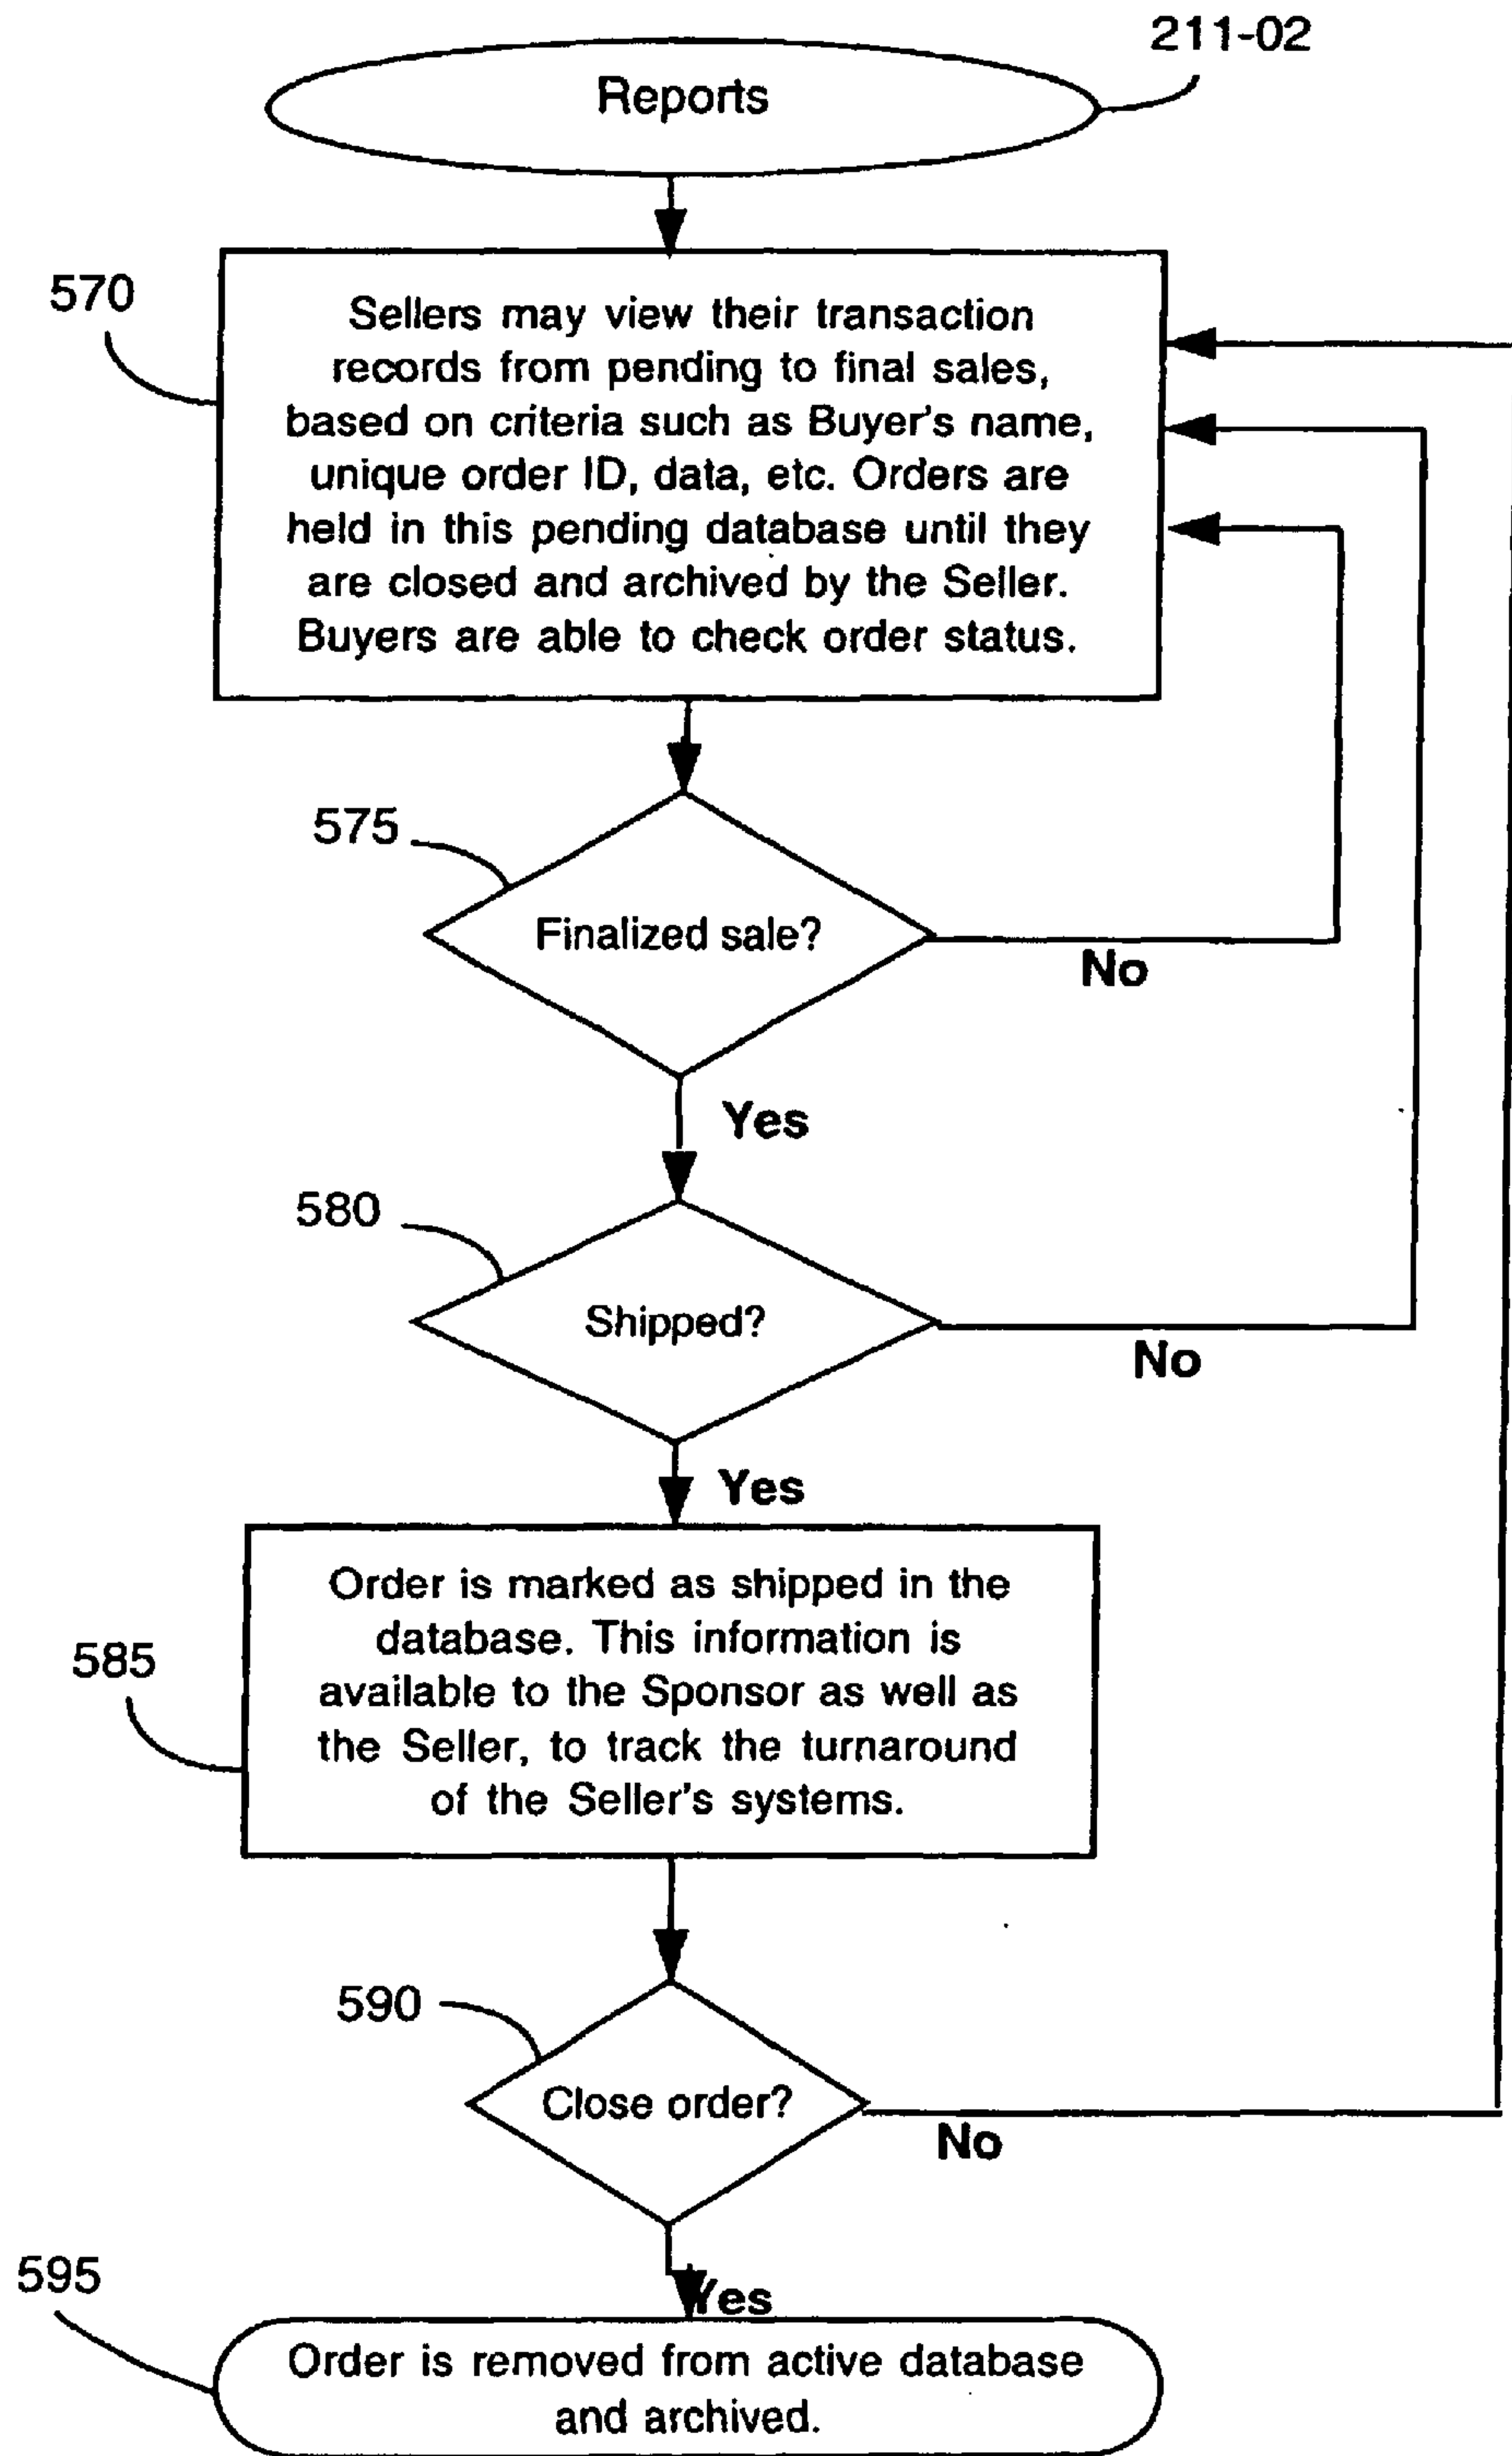 211-02
Reports
570
Sellers may view their transaction
records from pending to final sales,
based on criteria such as Buyer's name,
unique order ID, data, etc. Orders are
held in this pending database until they
are closed and archived by the Seller.
Buyers are able to check order status.
575
Finalized sale?
No
Yes
580
Shipped?
No
Yes
585
Order is marked as shipped in the
database. This information is
available to the Sponsor as well as
the Seller, to track the turnaround
of the Seller's systems.
590
Close order?
No
Yes
595
Order is removed from active database
and archived.